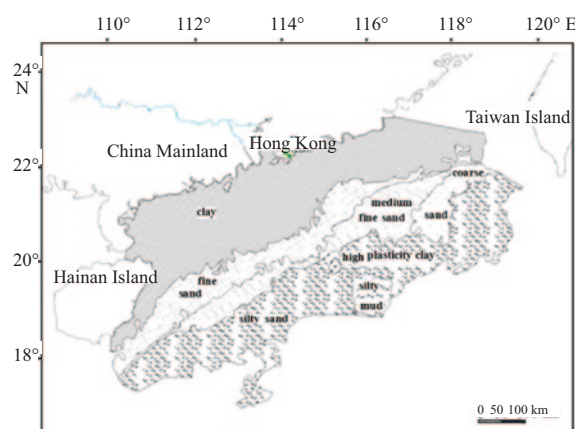 110° 112° 114° 116° 118° 120° E
24°
N
Taiwan Island
Hong Kong
China Mainland
22°
coarse
medium
clay
fine sand
sand
high plasticity clay
20°
Hainan Island
fine
silty
sand
mud
silty sand
18°
0 50 100 km